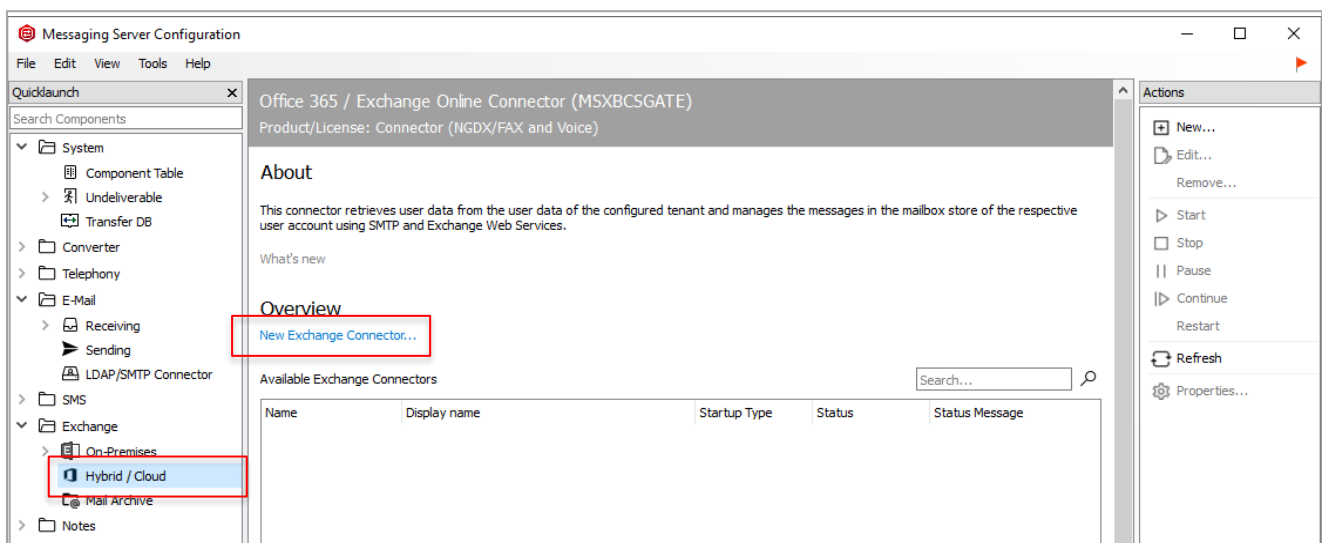 Messaging Server Configuration
File Edit View Tools Help
Quicklaunch
Search Components
System
Component Table
Undeliverable
Transfer DB
Converter
Telephony
E-Mail
Receiving
Sending
LDAP/SMTP Connector
SMS
Exchange
On-Premises
Hybrid / Cloud
Mail Archive
Notes
Office 365 / Exchange Online Connector (MSXBCSGATE)
Product/License: Connector (NGDX/FAX and Voice)
About
This connector retrieves user data from the user data of the configured tenant and manages the messages in the mailbox store of the respective
user account using SMTP and Exchange Web Services.
What's new
Overview
New Exchange Connector...
Available Exchange Connectors
Search...
Name Display name Startup Type Status Status Message
Actions
New...
Edit...
Remove...
Start
Stop
Pause
Continue
Restart
Refresh
Properties...